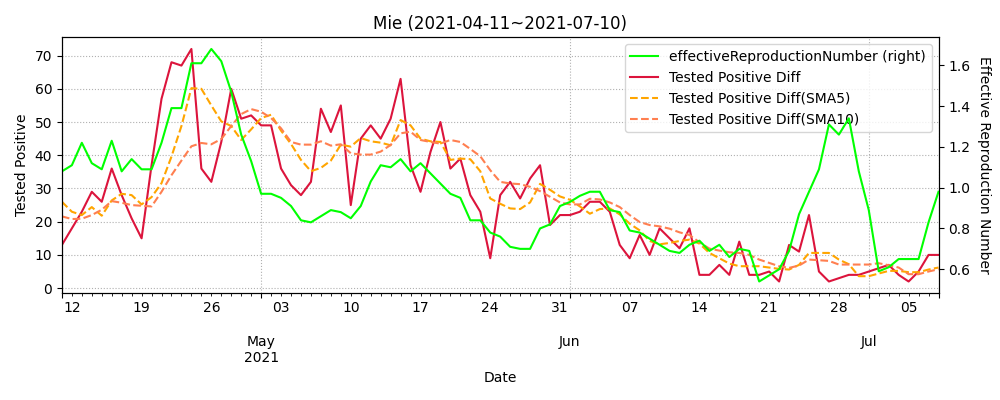 Mie (2021-04-11~2021-07-10)
effectiveReproductionNumber (right)
Tested Positive Diff
Tested Positive Diff(SMA5)
Tested Positive Diff(SMA10)
Tested Positive
70
60
50
40
30
20
10
0
1.6
1.4
1.2
1.0
0.8
0.6
Effective Reproduction Number
12 19 26 03 10 17 24 31 07 14 21 28 05
May Jun Jul
2021
Date